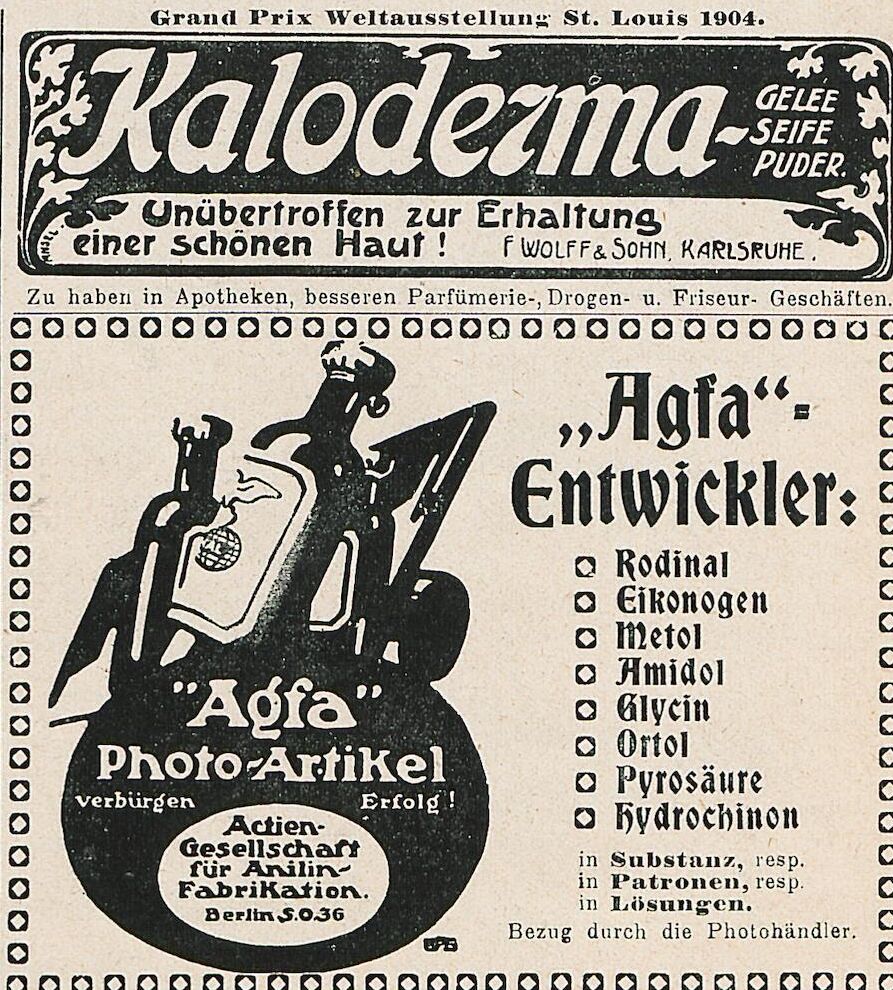 Grand Prix Weltausstellung St. Louis 1904.
Kaloderma-
GELÉE
SEIFE
PUDER.
Unübertroffen zur Erhaltung
einer schönen Haut !
F WOLFF & SOHN, KARLSRUHE.
Zu haben in Apotheken, besseren Parfümerie-, Drogen- u. Friseur- Geschäften.
"Agfa"
Photo-Artikel
verbürgen Erfolg !
Actien-
Gesellschaft
für Anilin-
Fabrikation.
Berlin S.O.36
„Agfa“-
Entwickler:
Rodinal
Eikonogen
Metol
Amidol
Glycin
Ortol
Pyrosäure
Hydrochinon
in Substanz, resp.
in Patronen, resp.
in Lösungen.
Bezug durch die Photohändler.